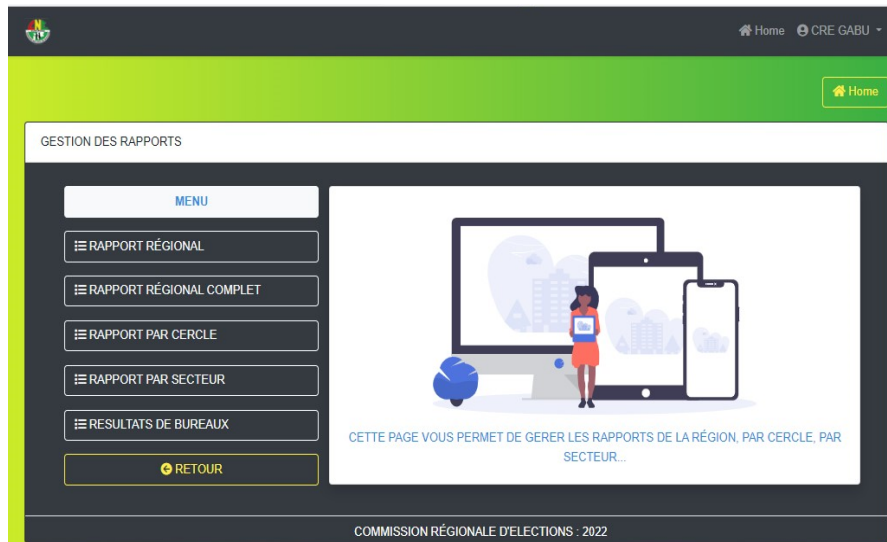 Home CRE GABU
Home
GESTION DES RAPPORTS
MENU
RAPPORT RÉGIONAL
RAPPORT RÉGIONAL COMPLET
RAPPORT PAR CERCLE
RAPPORT PAR SECTEUR
RESULTATS DE BUREAUX
RETOUR
CETTE PAGE VOUS PERMET DE GERER LES RAPPORTS DE LA RÉGION, PAR CERCLE, PAR
SECTEUR...
COMMISSION RÉGIONALE D'ELECTIONS : 2022